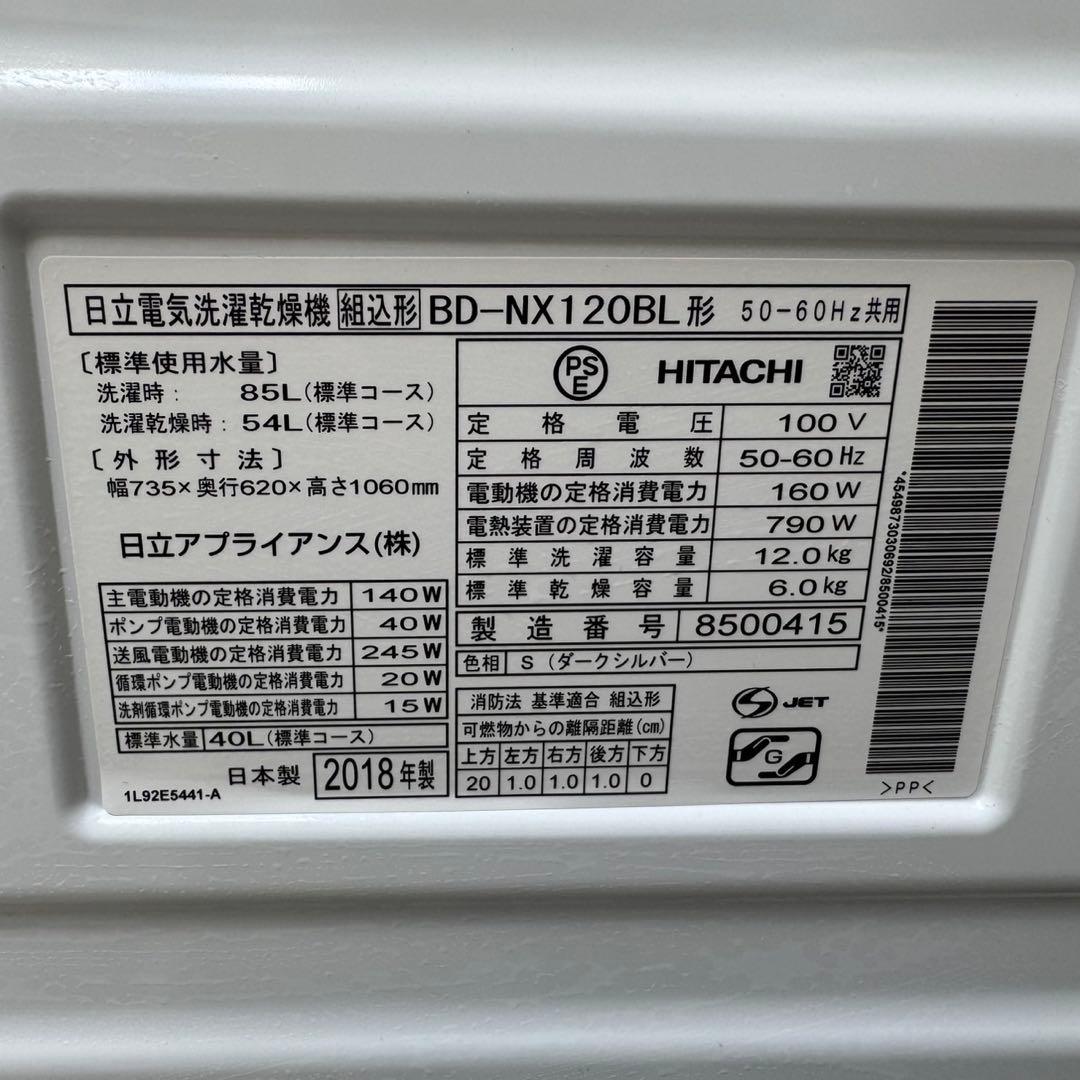 日立電気洗濯乾燥機 組込形 BD-NX120BL形 50-60Hz共用
〔標準使用水量〕
洗濯時： 85L(標準コース)
洗濯乾燥時： 54L(標準コース)
〔外形寸法〕
幅735×奥行620×高さ1060mm
日立アプライアンス(株)
主電動機の定格消費電力 140W
ポンプ電動機の定格消費電力 40W
送風電動機の定格消費電力 245W
循環ポンプ電動機の定格消費電力 20W
洗剤循環ポンプ電動機の定格消費電力 15W
標準水量 40L(標準コース)
日本製 2018年製
1L92E5441-A
PSE HITACHI
定格電圧 100V
定格周波数 50-60Hz
電動機の定格消費電力 160W
電熱装置の定格消費電力 790W
標準洗濯容量 12.0kg
標準乾燥容量 6.0kg
製造番号 8500415
色相 S（ダークシルバー）
消防法 基準適合 組込形
可燃物からの離隔距離(cm)
上方 左方 右方 後方 下方
20 1.0 1.0 1.0 0
S JET
G
>PP<
*4549873030692/8500415*